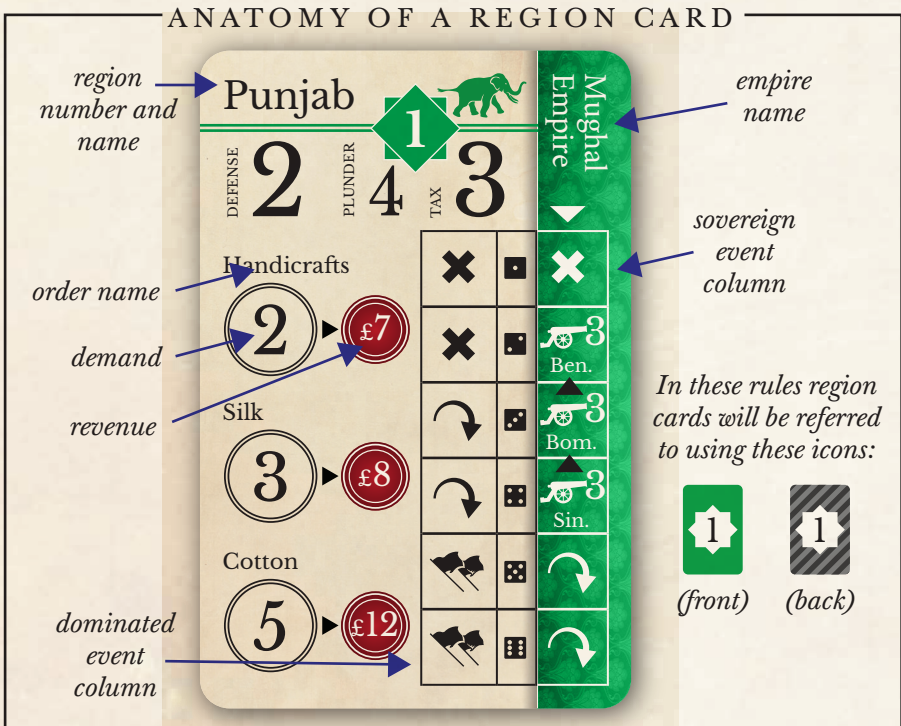 ANATOMY OF A REGION CARD
region
number and
name
Punjab
1
Mughal
Empire
empire
name
DEFENSE
2
PLUNDER
4
TAX
3
sovereign
event
column
order name
demand
revenue
Handicrafts
2
£7
Silk
3
£8
Cotton
5
£12
3
Ben.
3
Bom.
3
Sin.
dominated
event
column
In these rules region
cards will be referred
to using these icons:
1
1
(front)
(back)